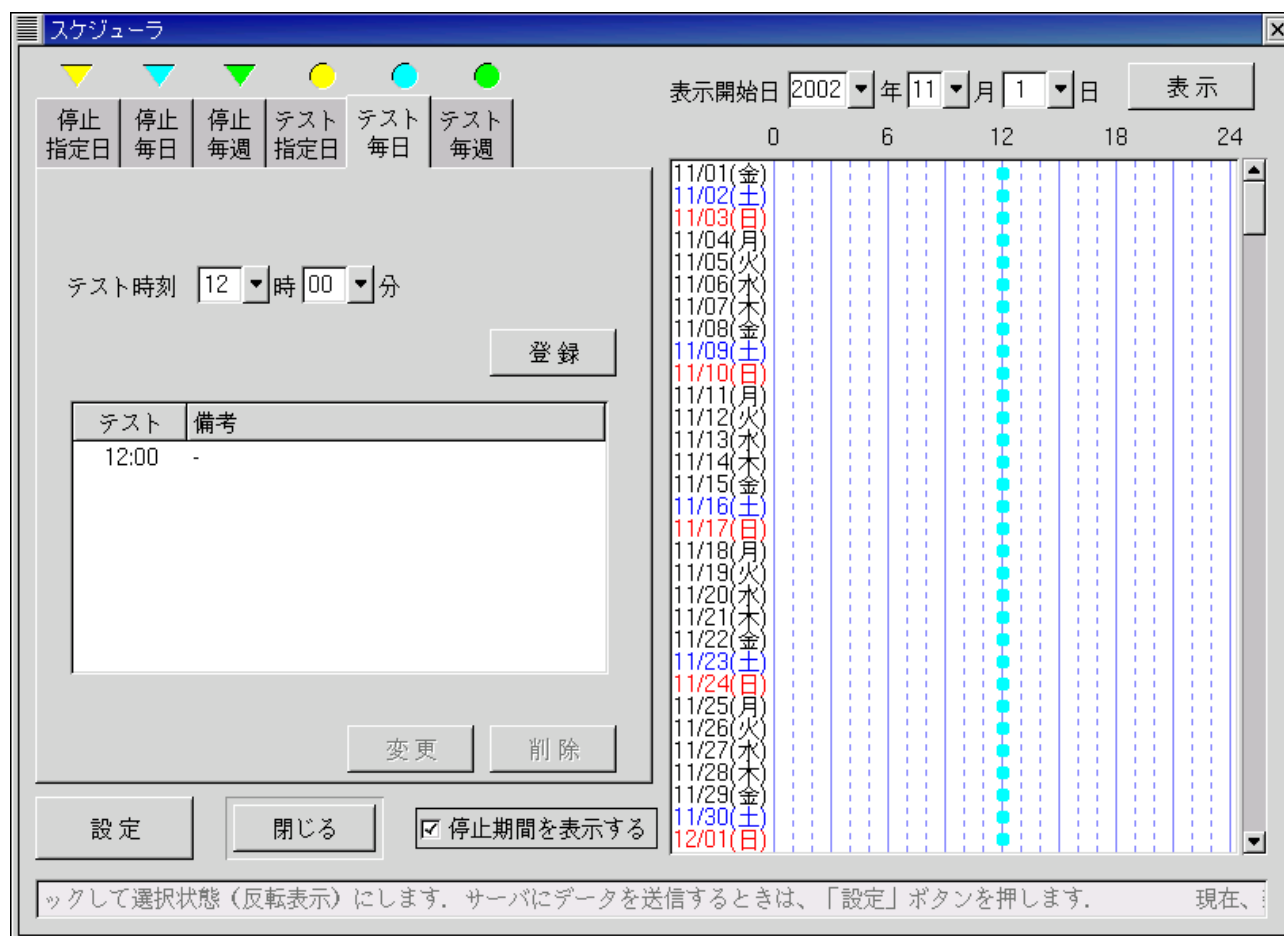 スケジューラ
表示開始日 2002 年 11 月 1 日 表示
停止 指定日
停止 毎日
停止 毎週
テスト 指定日
テスト 毎日
テスト 毎週
0 6 12 18 24
テスト時刻 12 時 00 分
登録
テスト 備考
12:00 -
変更 削除
設定 閉じる 停止期間を表示する
11/01(金)
11/02(土)
11/03(日)
11/04(月)
11/05(火)
11/06(水)
11/07(木)
11/08(金)
11/09(土)
11/10(日)
11/11(月)
11/12(火)
11/13(水)
11/14(木)
11/15(金)
11/16(土)
11/17(日)
11/18(月)
11/19(火)
11/20(水)
11/21(木)
11/22(金)
11/23(土)
11/24(日)
11/25(月)
11/26(火)
11/27(水)
11/28(木)
11/29(金)
11/30(土)
12/01(日)
ックして選択状態（反転表示）にします．サーバにデータを送信するときは、「設定」ボタンを押します． 現在、